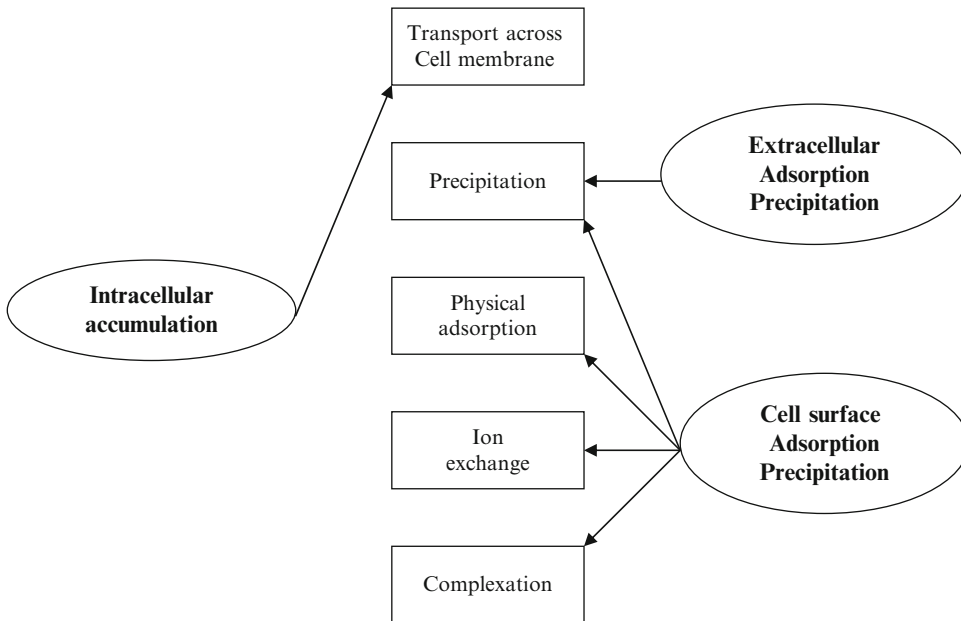 Transport across
Cell membrane
Extracellular
Adsorption
Precipitation
Precipitation
Intracellular
accumulation
Physical
adsorption
Cell surface
Adsorption
Precipitation
Ion
exchange
Complexation